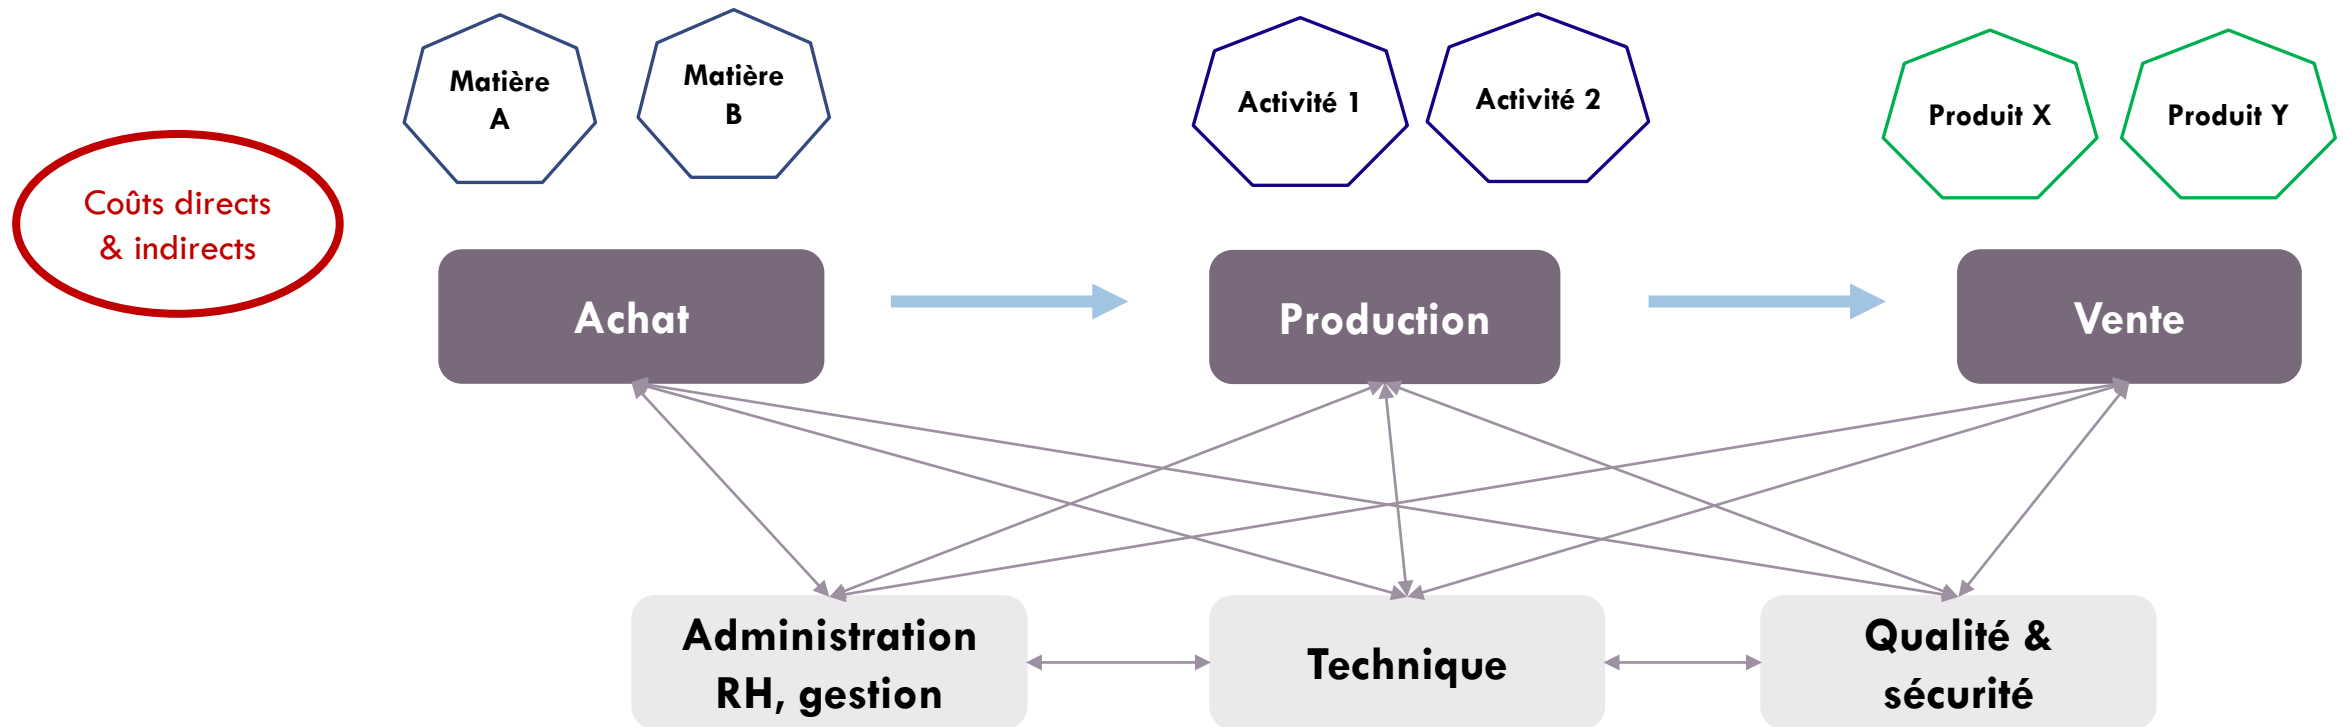 Matière
A
Matière
B
Activité 1
Activité 2
Produit X
Produit Y
Coûts directs
& indirects
Achat
Production
Vente
Administration
RH, gestion
Technique
Qualité &
sécurité